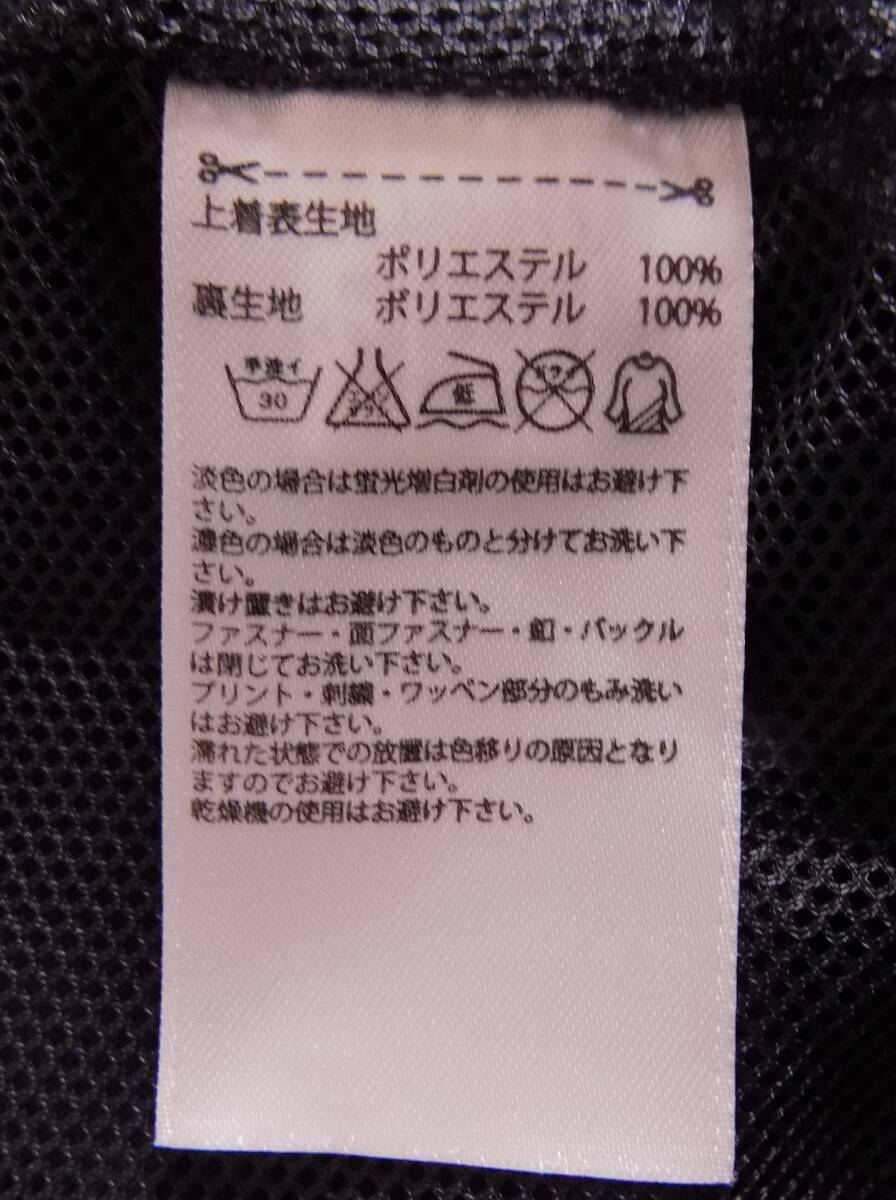 上着表生地
ポリエステル 100%
裏生地 ポリエステル 100%
手洗イ
30
エンソ
サラシ
低
ドライ
淡色の場合は蛍光増白剤の使用はお避け下
さい。
濃色の場合は淡色のものと分けてお洗い下
さい。
漬け置きはお避け下さい。
ファスナー・面ファスナー・釦・バックル
は閉じてお洗い下さい。
プリント・刺繍・ワッペン部分のもみ洗い
はお避け下さい。
濡れた状態での放置は色移りの原因となり
ますのでお避け下さい。
乾燥機の使用はお避け下さい。